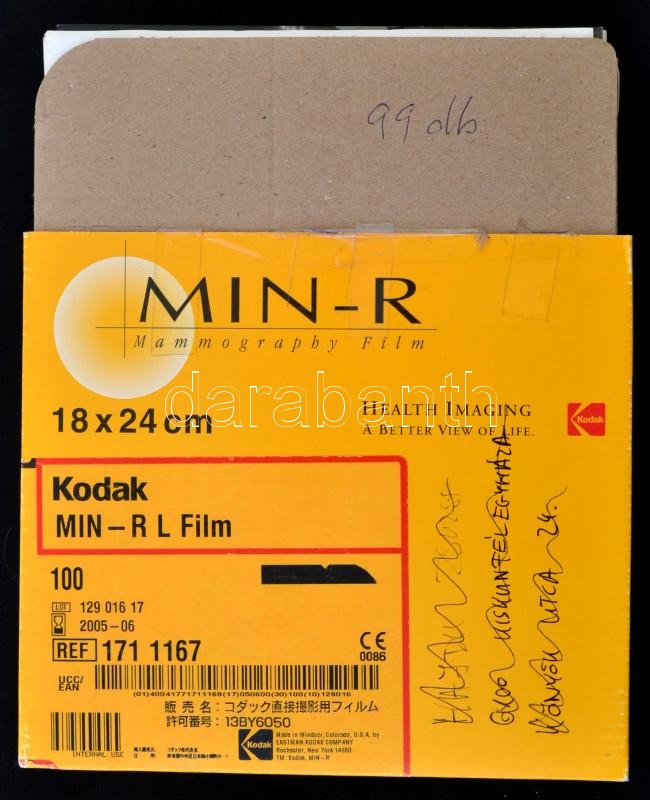 99 db
MIN-R
Mammography Film
darabanth
18 x 24 cm
HEALTH IMAGING
A BETTER VIEW OF LIFE.
Kodak
Kodak
MIN – R L Film
100
LOT 129 016 17
2005 – 06
REF 171 1167
CE
0086
UCC/
EAN
(01)00417711168(17)050600(30)100(10)129016
販 売 名 : コダック直接撮影用フィルム
許可番号 : 13BY6050
INTERNAL USE
Kodak
Made in Windsor, Colorado, U.S.A. by
EASTMAN KODAK COMPANY
Rochester, New York 14650
TM: Kodak, MIN-R
KISKUNFÉLEGYHÁZA
UTCA 24.